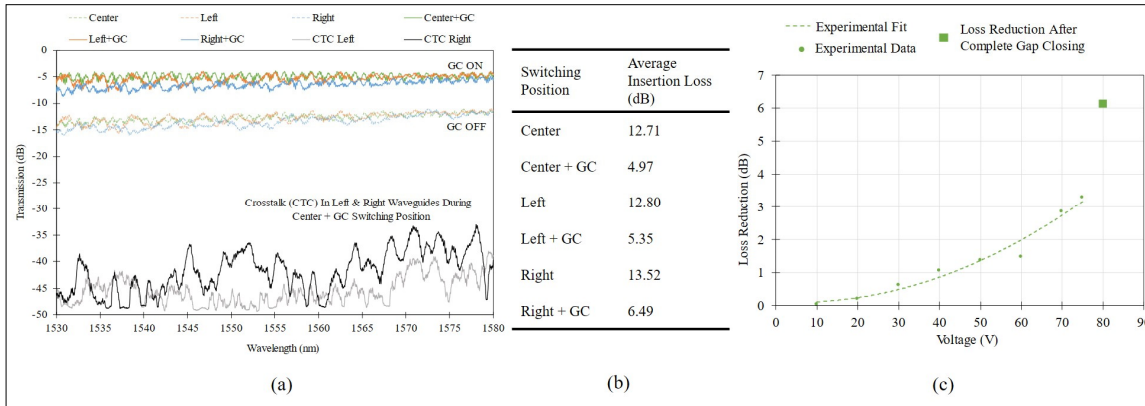 Center Left Right Center+GC
Left+GC Right+GC CTC Left CTC Right
GC ON
GC OFF
Crosstalk (CTC) In Left & Right Waveguides During
Center + GC Switching Position
Transmission (dB)
0
-5
-10
-15
-20
-25
-30
-35
-40
-45
-50
1530 1535 1540 1545 1550 1555 1560 1565 1570 1575 1580
Wavelength (nm)
(a)
Switching Position Average Insertion Loss (dB)
Center 12.71
Center + GC 4.97
Left 12.80
Left + GC 5.35
Right 13.52
Right + GC 6.49
(b)
Experimental Fit
Experimental Data
Loss Reduction After
Complete Gap Closing
Loss Reduction (dB)
7
6
5
4
3
2
1
0
0 10 20 30 40 50 60 70 80 90
Voltage (V)
(c)